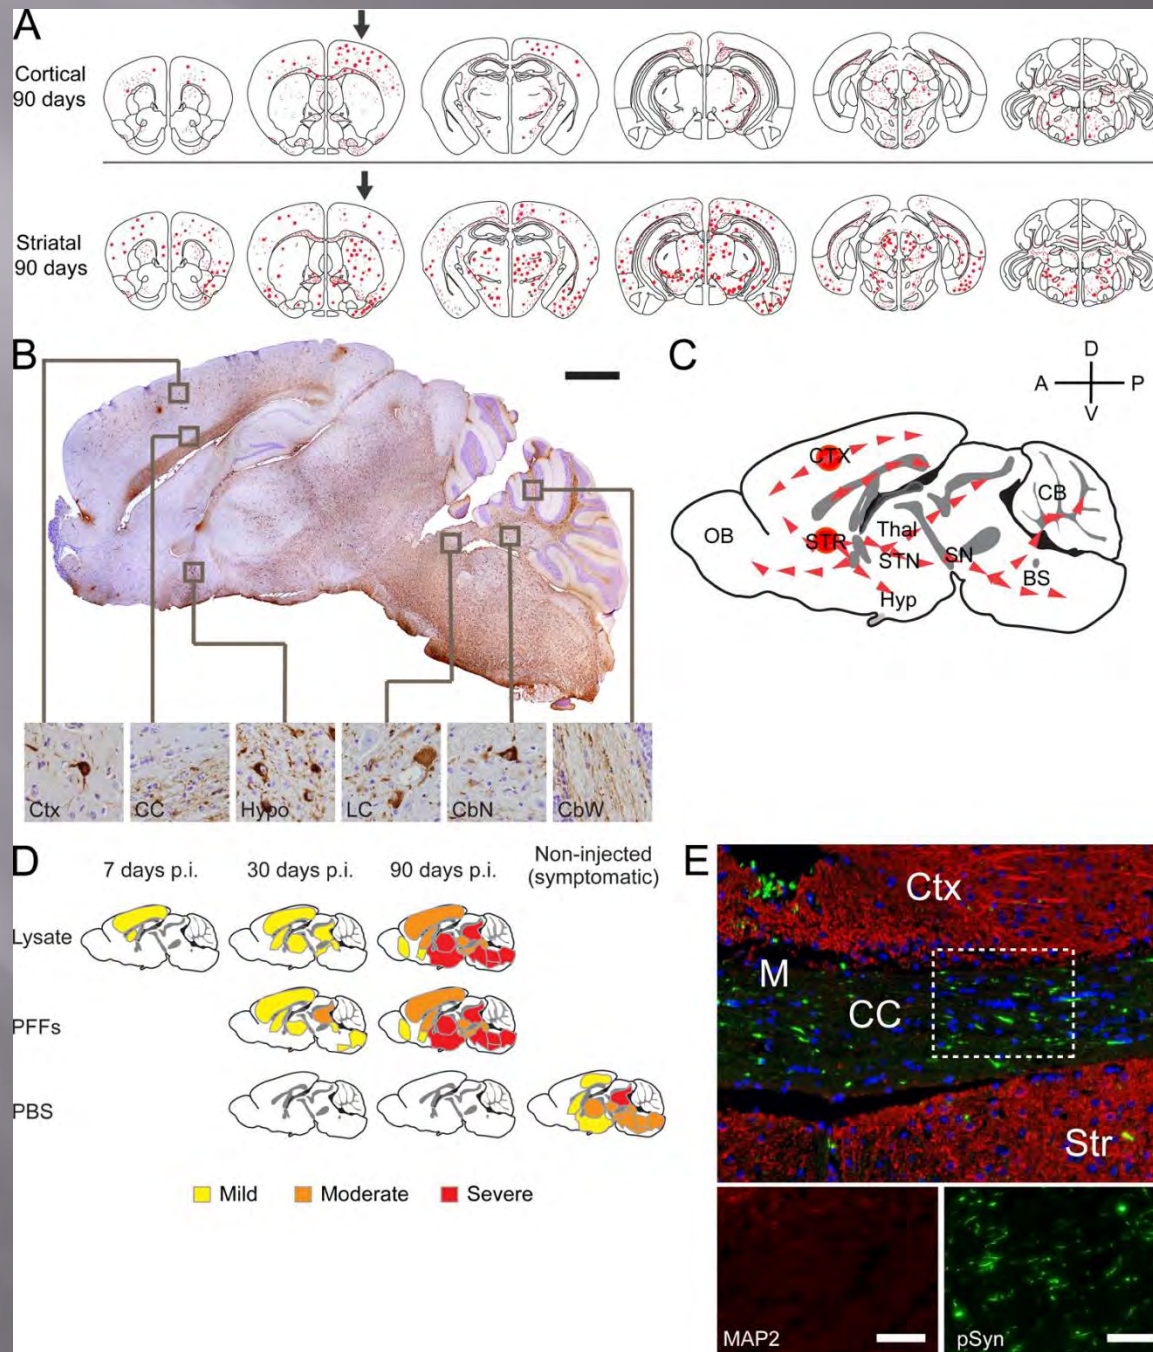 A
Cortical
90 days
Striatal
90 days
B
Ctx
CC
Hypo
LC
CbN
CbW
C
D
A
P
V
CTX
OB
STR
Thal
STN
SN
CB
BS
Hyp
D
7 days p.i.
30 days p.i.
90 days p.i.
Non-injected
(symptomatic)
Lysate
PFFs
PBS
Mild
Moderate
Severe
E
Ctx
M
CC
Str
MAP2
pSyn